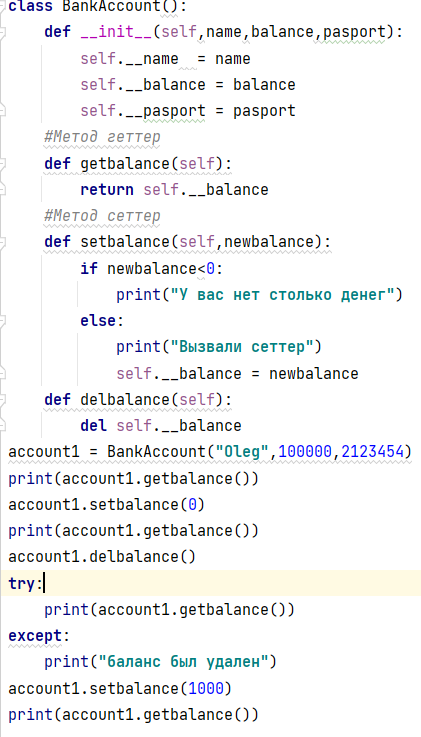 class BankAccount():
    def __init__(self,name,balance,pasport):
        self.__name  = name
        self.__balance = balance
        self.__pasport = pasport
    #Метод геттер
    def getbalance(self):
        return self.__balance
    #Метод сеттер
    def setbalance(self,newbalance):
        if newbalance<0:
            print("У вас нет столько денег")
        else:
            print("Вызвали сеттер")
            self.__balance = newbalance
    def delbalance(self):
        del self.__balance
account1 = BankAccount("Oleg",100000,2123454)
print(account1.getbalance())
account1.setbalance(0)
print(account1.getbalance())
account1.delbalance()
try:
    print(account1.getbalance())
except:
    print("баланс был удален")
account1.setbalance(1000)
print(account1.getbalance())